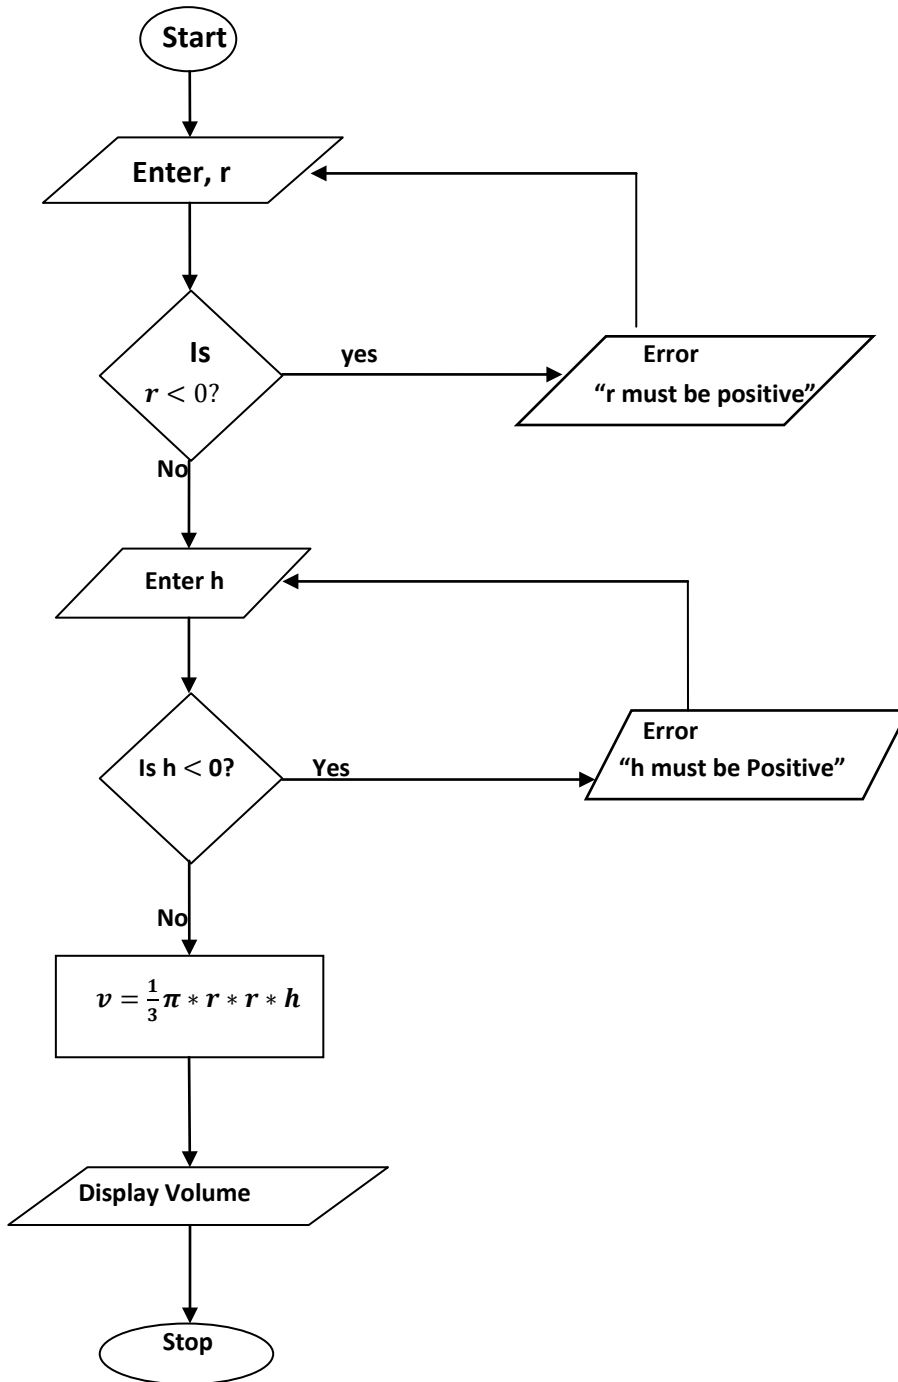 Start
Enter, r
Is
r < 0?
yes
Error
“r must be positive”
No
Enter h
Is h < 0?
Yes
Error
“h must be Positive”
No
v = 1/3 π * r * r * h
Display Volume
Stop